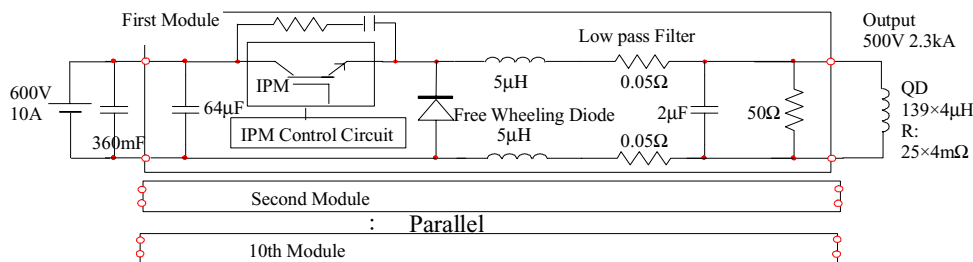 First Module
Output
500V 2.3kA
Low pass Filter
600V
10A
360mF
64μF
IPM
IPM Control Circuit
5μH
0.05Ω
Free Wheeling Diode
5μH
0.05Ω
2μF
50Ω
QD
139×4μH
R:
25×4mΩ
Second Module
: Parallel
10th Module